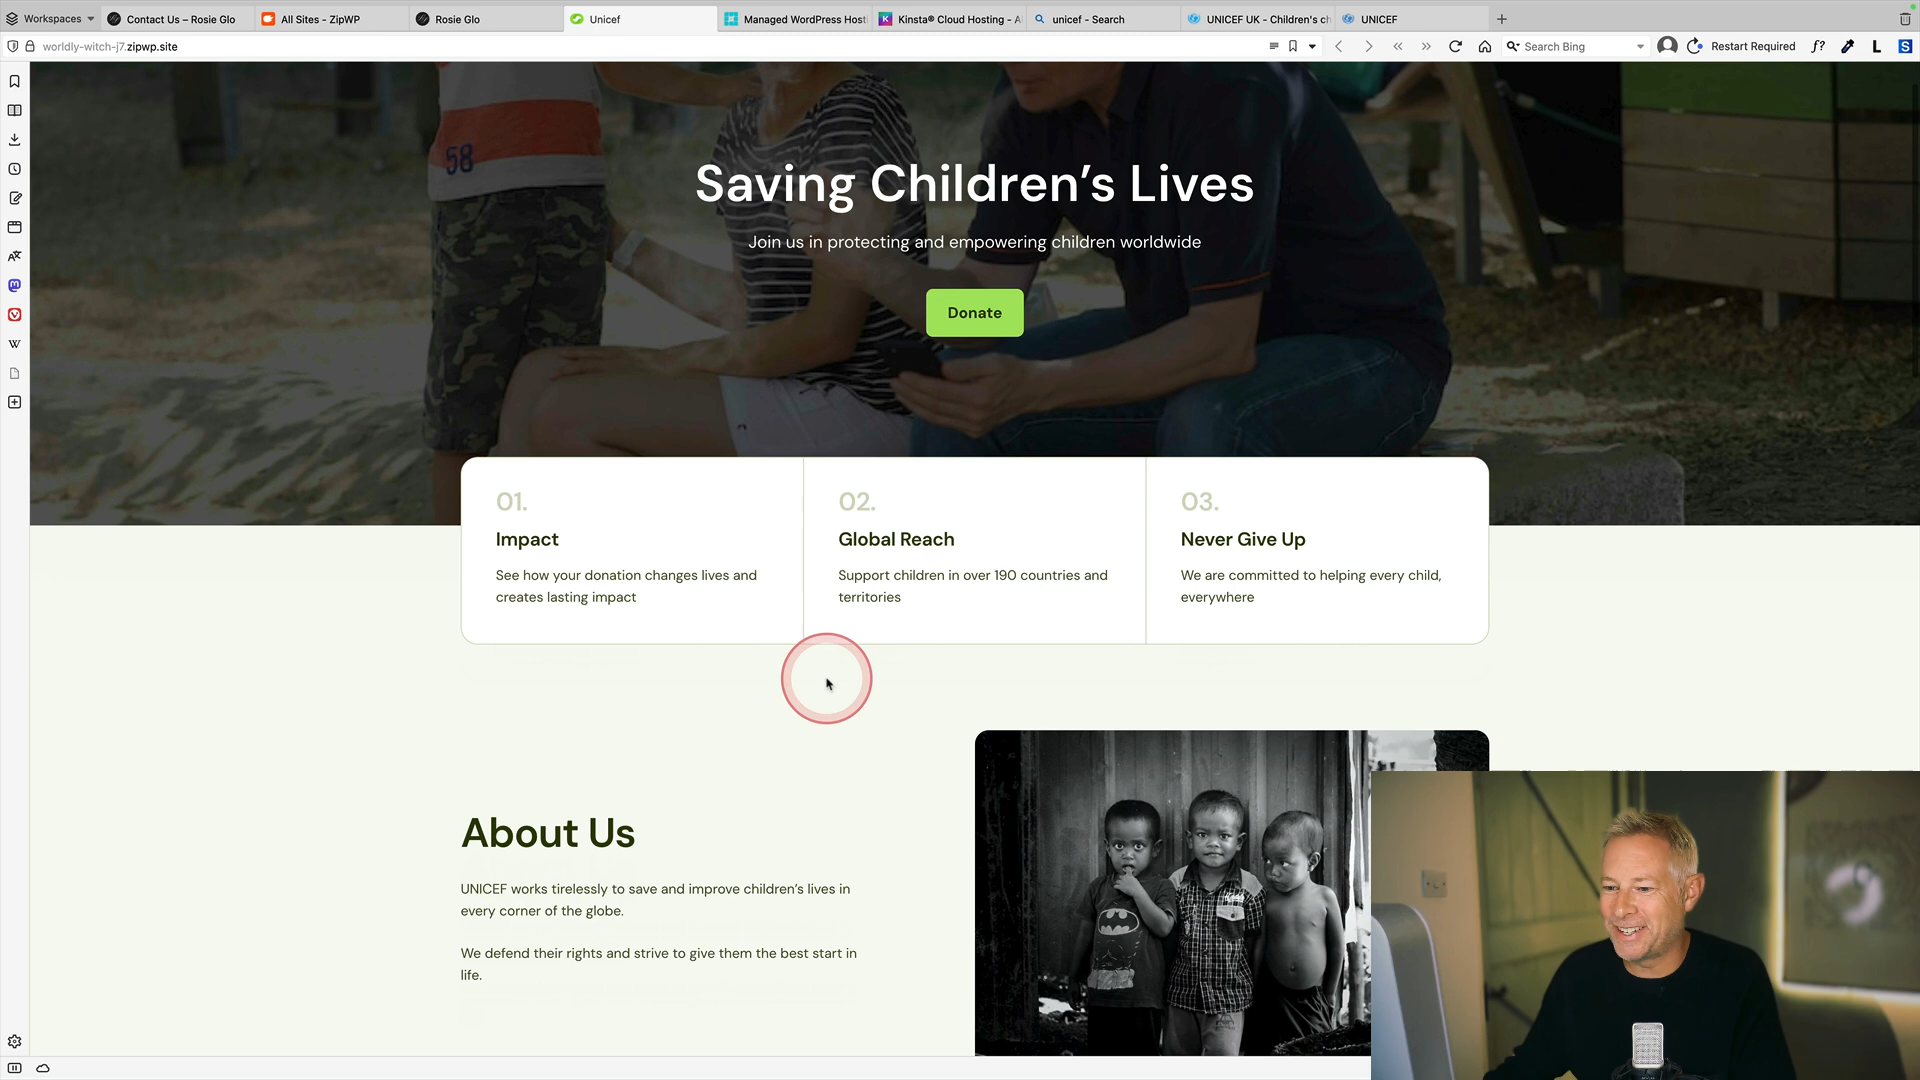 Workspaces
Contact Us – Rosie Glo
All Sites - ZipWP
Rosie Glo
Unicef
Managed WordPress Host
Kinsta® Cloud Hosting - A
unicef - Search
UNICEF UK - Children's ch
UNICEF
worldly-witch-j7.zipwp.site
Search Bing
Restart Required
f?
L
S
58
Saving Children’s Lives
Join us in protecting and empowering children worldwide
Donate
01.
Impact
See how your donation changes lives and
creates lasting impact
02.
Global Reach
Support children in over 190 countries and
territories
03.
Never Give Up
We are committed to helping every child,
everywhere
About Us
UNICEF works tirelessly to save and improve children’s lives in
every corner of the globe.
We defend their rights and strive to give them the best start in
life.